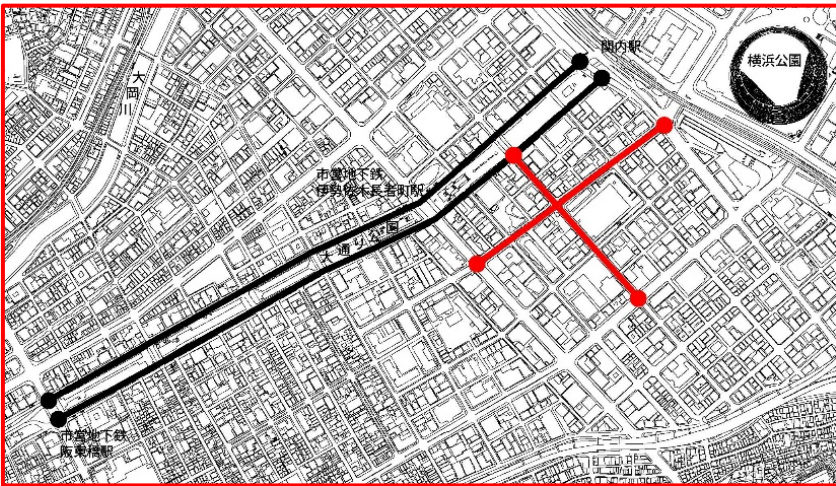 関内駅
横浜公園
大岡川
市営地下鉄
伊勢佐木長者町駅
大通り公園
市営地下鉄
阪東橋駅